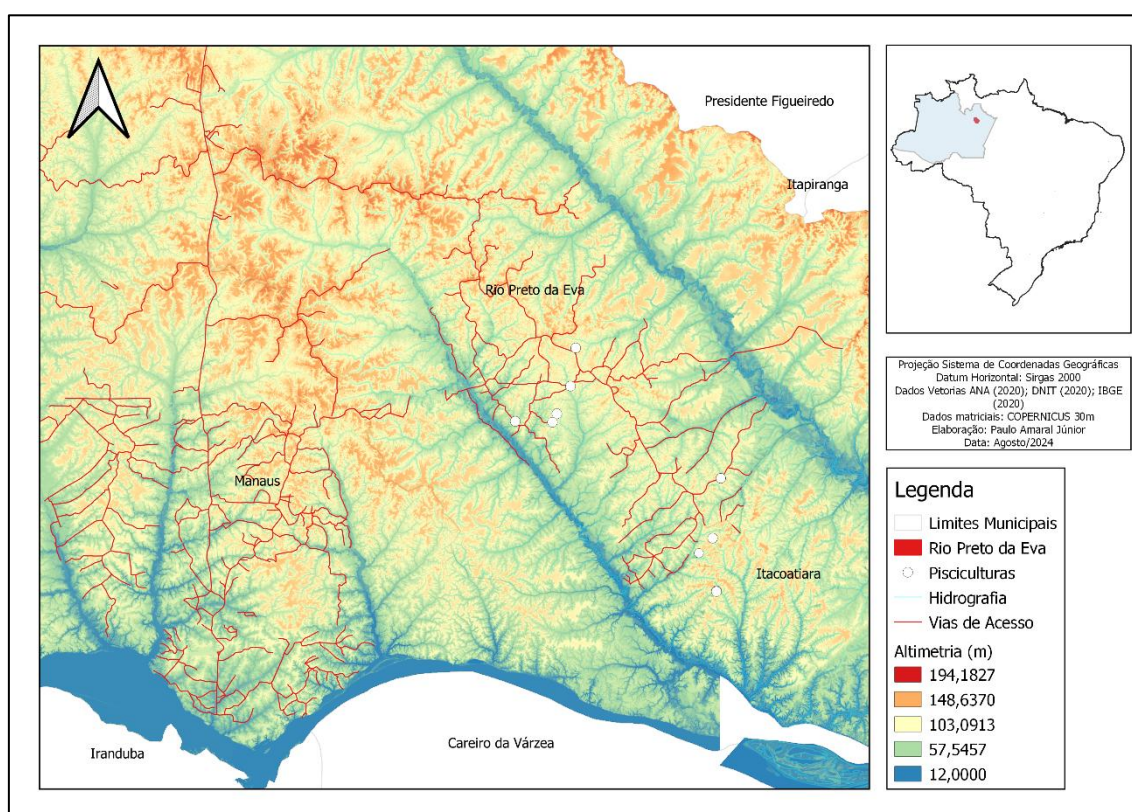 Presidente Figueiredo
Itapiranga
Rio Preto da Eva
Manaus
Itacoatiara
Iranduba
Careiro da Várzea
Projeção Sistema de Coordenadas Geográficas
Datum Horizontal: Sirgas 2000
Dados Vetorias ANA (2020); DNIT (2020); IBGE
(2020)
Dados matriciais: COPERNICUS 30m
Elaboração: Paulo Amaral Júnior
Data: Agosto/2024
Legenda
Limites Municipais
Rio Preto da Eva
Pisciculturas
Hidrografia
Vias de Acesso
Altimetria (m)
194,1827
148,6370
103,0913
57,5457
12,0000